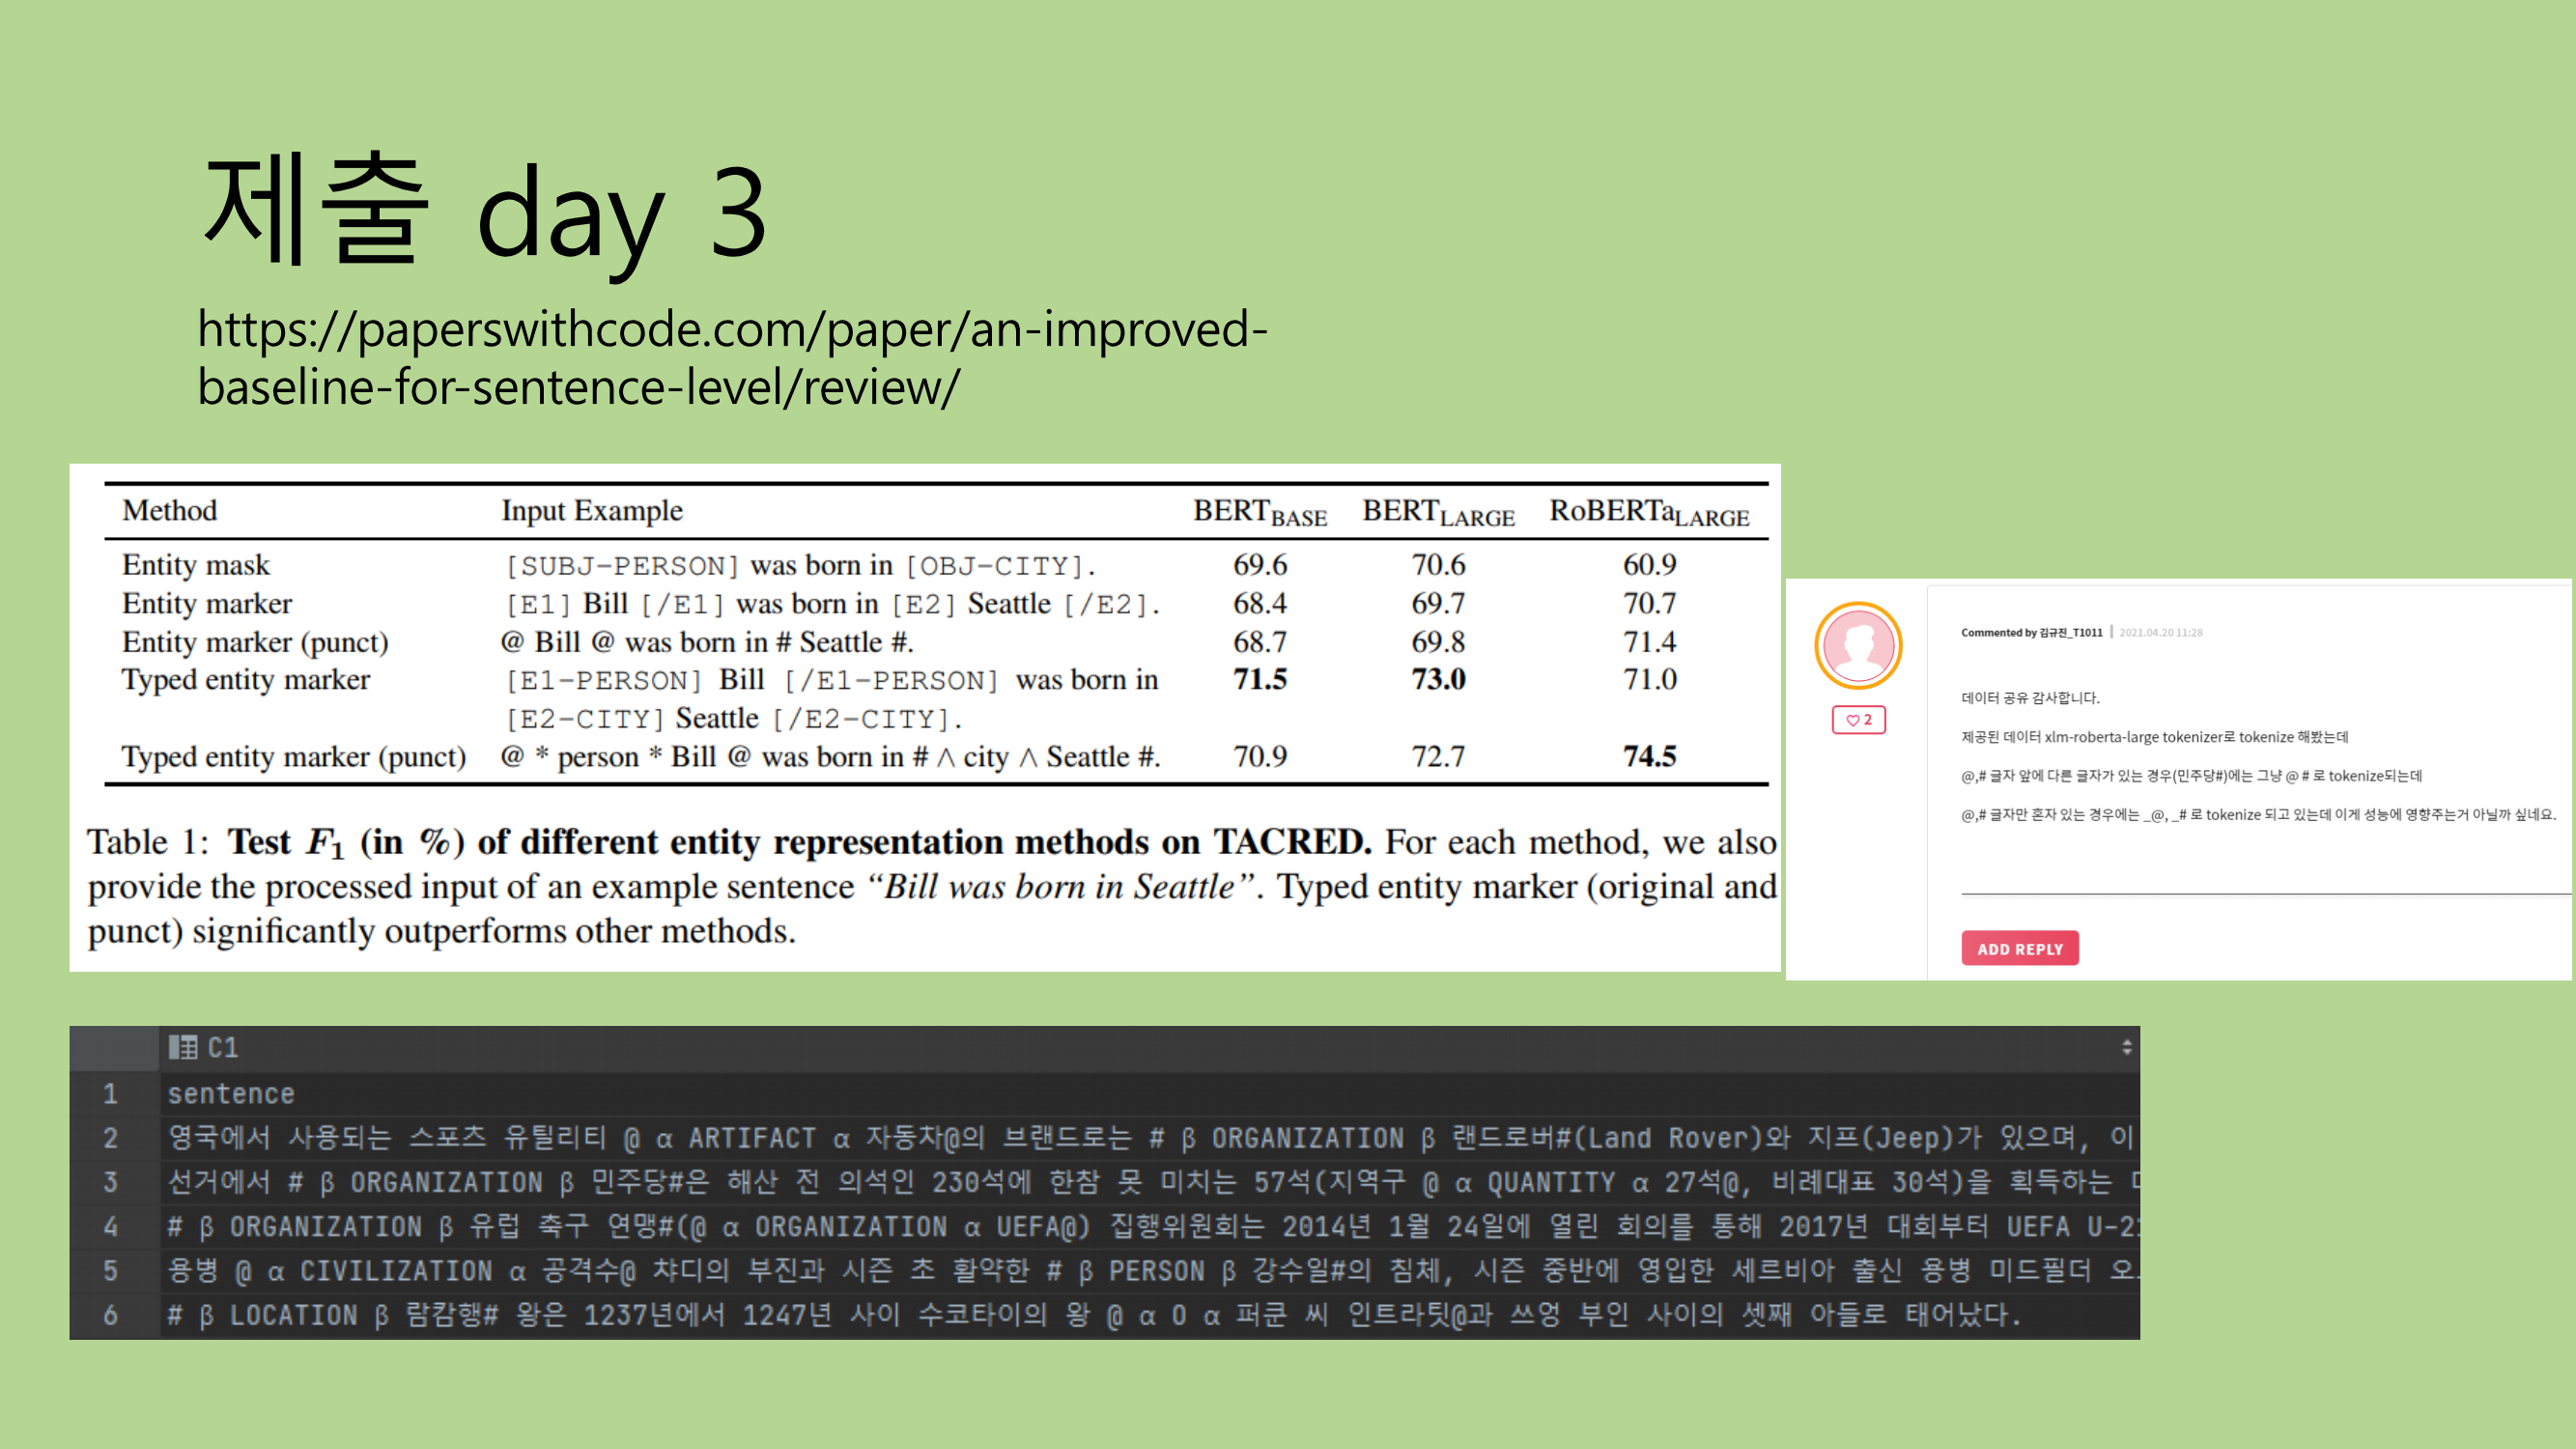 제출 day 3
https://paperswithcode.com/paper/an-improved-
baseline-for-sentence-level/review/
Method Input Example BERT_BASE BERT_LARGE RoBERTa_LARGE
Entity mask [SUBJ-PERSON] was born in [OBJ-CITY]. 69.6 70.6 60.9
Entity marker [E1] Bill [/E1] was born in [E2] Seattle [/E2]. 68.4 69.7 70.7
Entity marker (punct) @ Bill @ was born in # Seattle #. 68.7 69.8 71.4
Typed entity marker [E1-PERSON] Bill [/E1-PERSON] was born in 71.5 73.0 71.0
[E2-CITY] Seattle [/E2-CITY].
Typed entity marker (punct) @ * person * Bill @ was born in # ∧ city ∧ Seattle #. 70.9 72.7 74.5
Table 1: Test F1 (in %) of different entity representation methods on TACRED. For each method, we also
provide the processed input of an example sentence “Bill was born in Seattle”. Typed entity marker (original and
punct) significantly outperforms other methods.
Commented by 김규진_T1011 | 2021.04.20 11:28
♡ 2
데이터 공유 감사합니다.
제공된 데이터 xlm-roberta-large tokenizer로 tokenize 해봤는데
@,# 글자 앞에 다른 글자가 있는 경우(민주당#)에는 그냥 @ # 로 tokenize되는데
@,# 글자만 혼자 있는 경우에는 _@, _# 로 tokenize 되고 있는데 이게 성능에 영향주는거 아닐까 싶네요.
ADD REPLY
C1
1 sentence
2 영국에서 사용되는 스포츠 유틸리티 @ α ARTIFACT α 자동차@의 브랜드로는 # β ORGANIZATION β 랜드로버#(Land Rover)와 지프(Jeep)가 있으며, 이
3 선거에서 # β ORGANIZATION β 민주당#은 해산 전 의석인 230석에 한참 못 미치는 57석(지역구 @ α QUANTITY α 27석@, 비례대표 30석)을 획득하는
4 # β ORGANIZATION β 유럽 축구 연맹#(@ α ORGANIZATION α UEFA@) 집행위원회는 2014년 1월 24일에 열린 회의를 통해 2017년 대회부터 UEFA U-21
5 용병 @ α CIVILIZATION α 공격수@ 챠디의 부진과 시즌 초 활약한 # β PERSON β 강수일#의 침체, 시즌 중반에 영입한 세르비아 출신 용병 미드필더
6 # β LOCATION β 람캄행# 왕은 1237년에서 1247년 사이 수코타이의 왕 @ α O α 퍼쿤 씨 인트라팃@과 쓰엉 부인 사이의 셋째 아들로 태어났다.